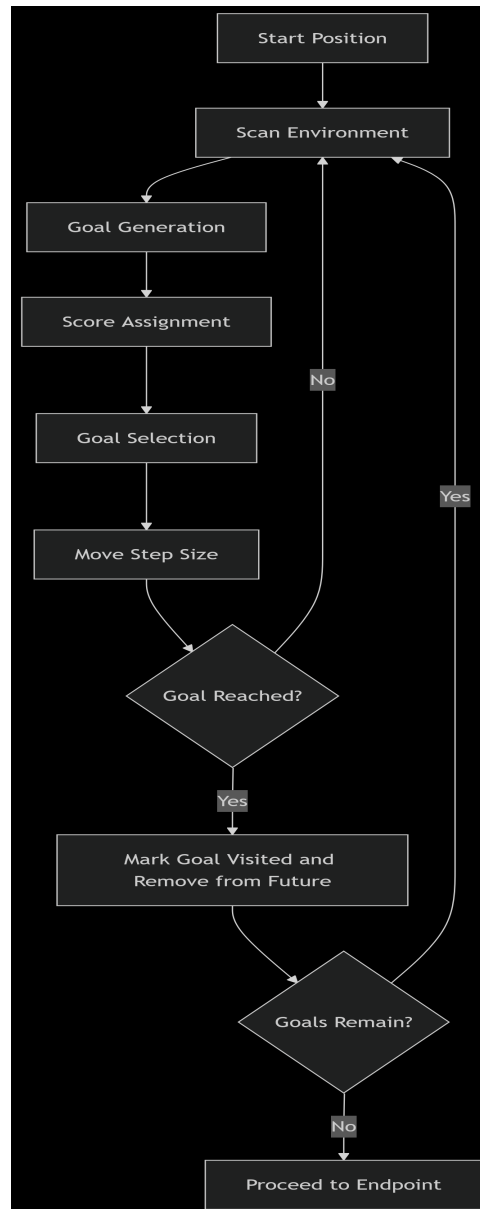 Start Position
Scan Environment
Goal Generation
Score Assignment
No
Goal Selection
Yes
Move Step Size
Goal Reached?
Yes
Mark Goal Visited and
Remove from Future
Goals Remain?
No
Proceed to Endpoint